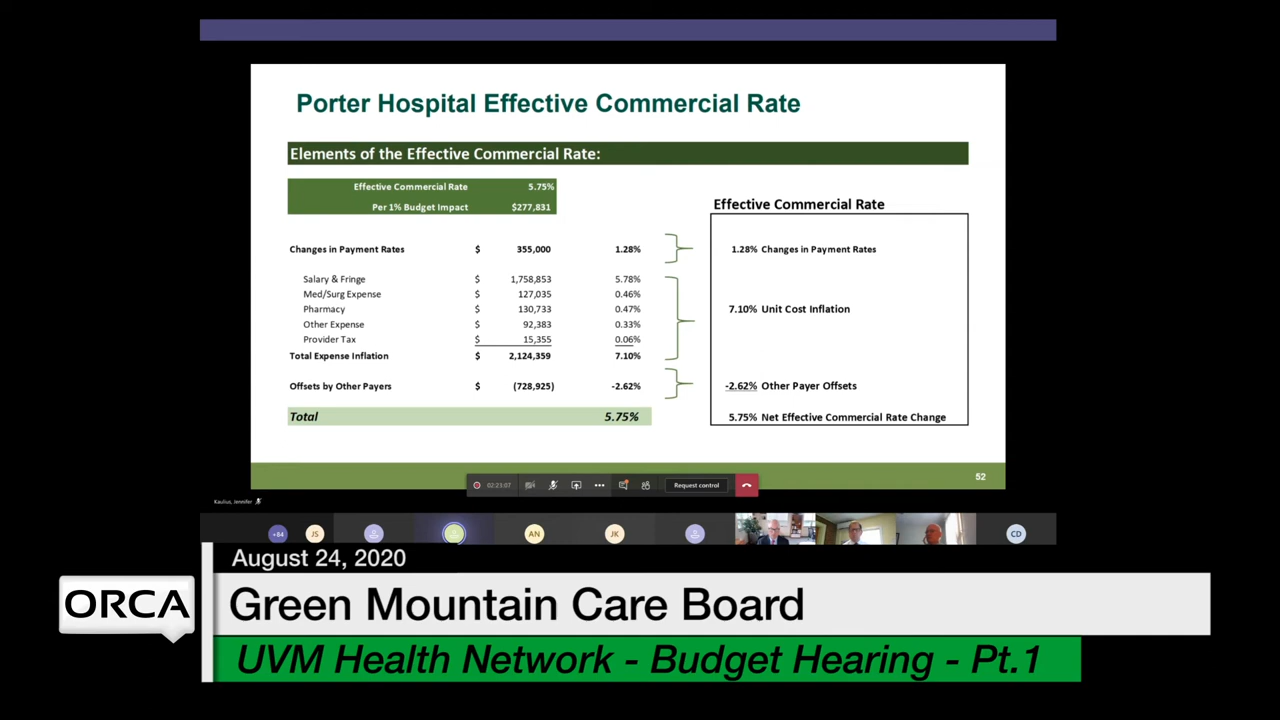 Porter Hospital Effective Commercial Rate
Elements of the Effective Commercial Rate:
Effective Commercial Rate 5.75%
Per 1% Budget Impact $277,831
Effective Commercial Rate
Changes in Payment Rates $ 355,000 1.28%
1.28% Changes in Payment Rates
Salary & Fringe $ 1,758,853 5.78%
Med/Surg Expense $ 127,035 0.46%
Pharmacy $ 130,733 0.47%
7.10% Unit Cost Inflation
Other Expense $ 92,383 0.33%
Provider Tax $ 15,355 0.06%
Total Expense Inflation $ 2,124,359 7.10%
Offsets by Other Payers $ (728,925) -2.62%
-2.62% Other Payer Offsets
Total 5.75%
5.75% Net Effective Commercial Rate Change
52
02:23:07
Request control
Kaulius, Jennifer
+84 JS AN JK CD
August 24, 2020
ORCA
Green Mountain Care Board
UVM Health Network - Budget Hearing - Pt.1